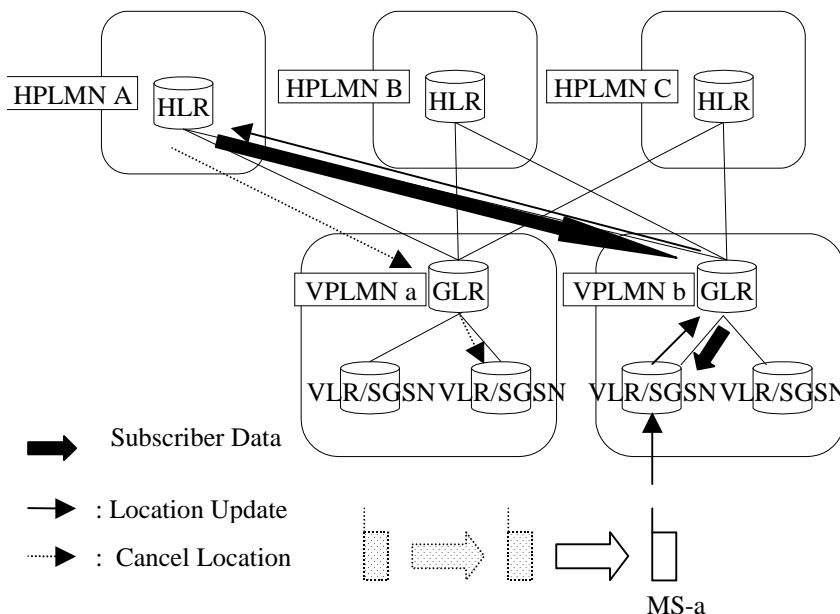 HPLMN A
HLR
HPLMN B
HLR
HPLMN C
HLR
VPLMN a
GLR
VPLMN b
GLR
VLR/SGSN
VLR/SGSN
VLR/SGSN
VLR/SGSN
Subscriber Data
: Location Update
: Cancel Location
MS-a